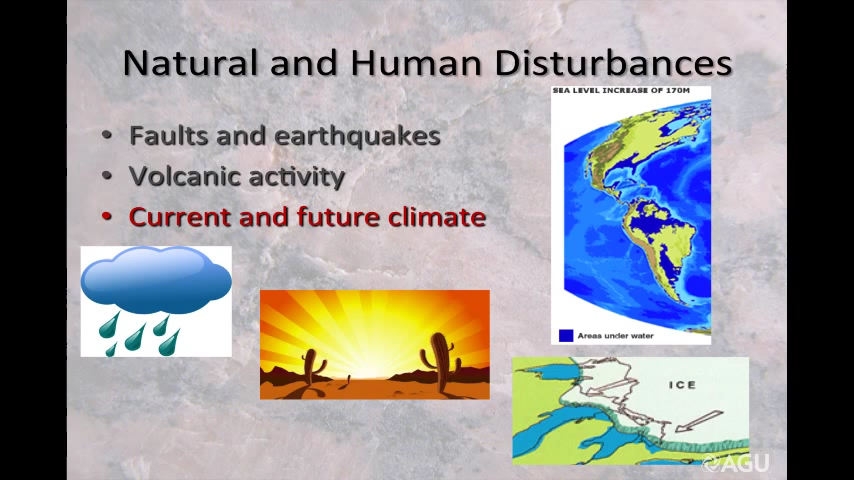 Natural and Human Disturbances
SEA LEVEL INCREASE OF 170M
• Faults and earthquakes
• Volcanic activity
• Current and future climate
Areas under water
ICE
AGU